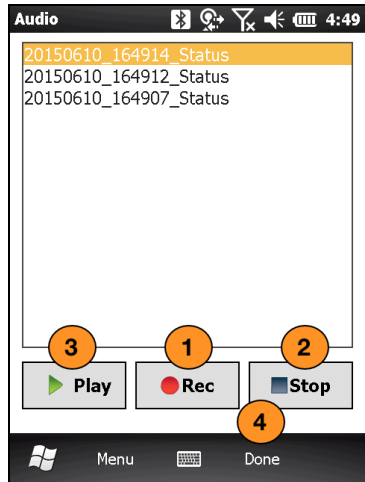 Audio 4:49
20150610_164914_Status
20150610_164912_Status
20150610_164907_Status
3 1 2
Play Rec Stop
4
Menu Done